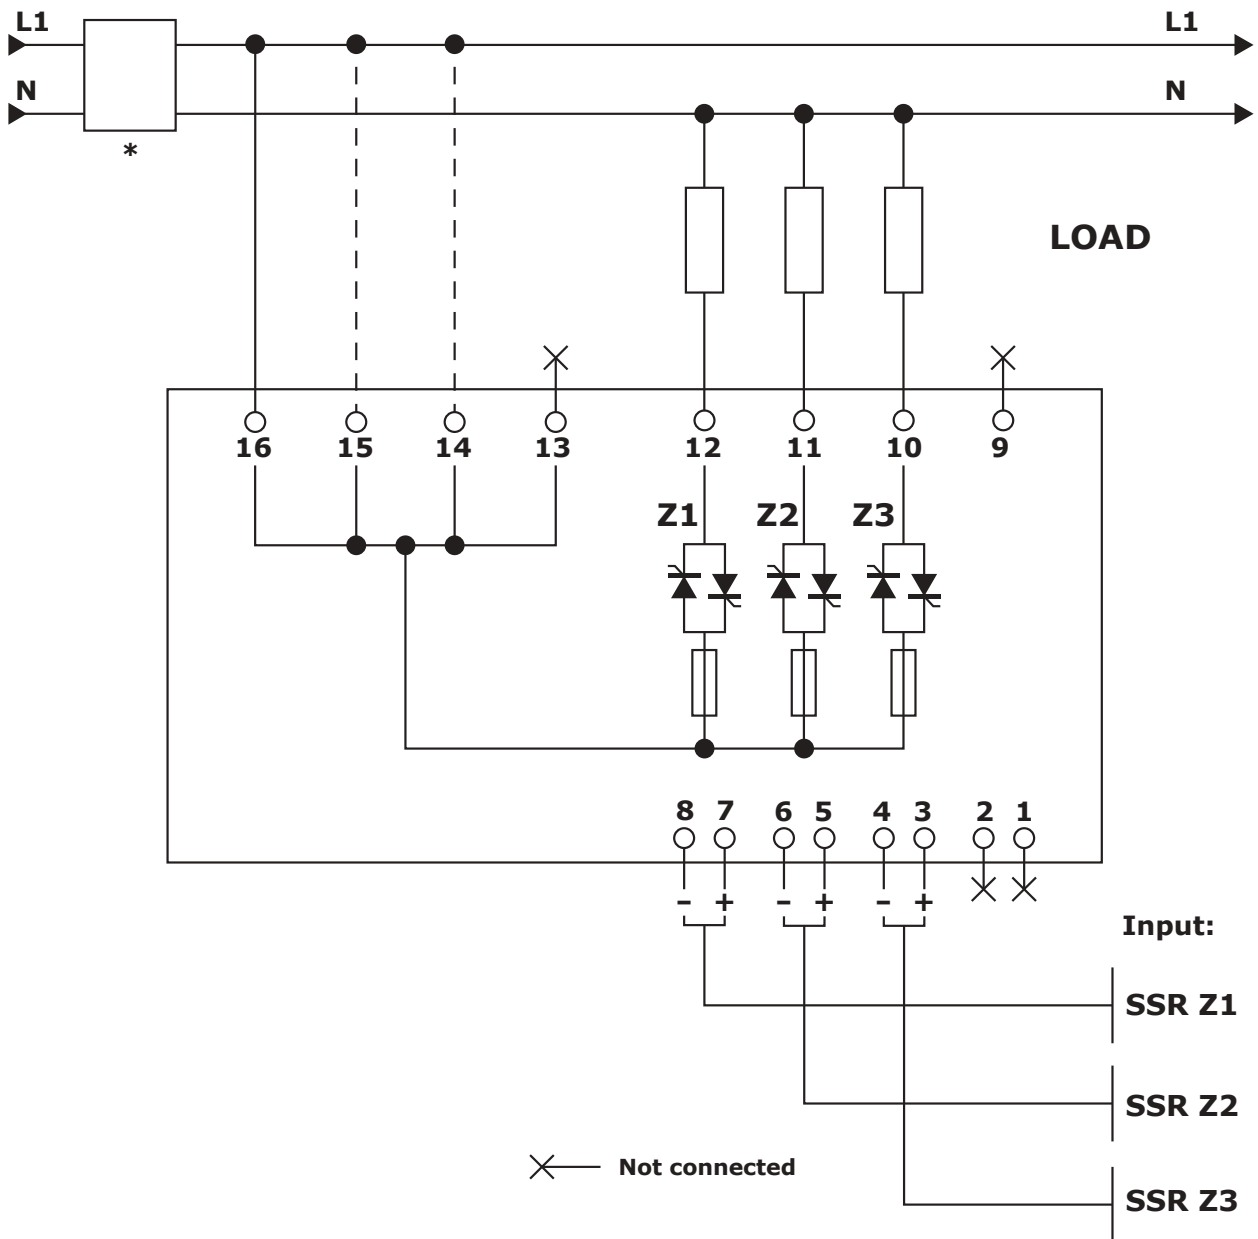 L1 L1
N N
*
LOAD
16 15 14 13 12 11 10 9
Z1 Z2 Z3
8 7 6 5 4 3 2 1
- + - + - +
Input:
SSR Z1
SSR Z2
Not connected
SSR Z3